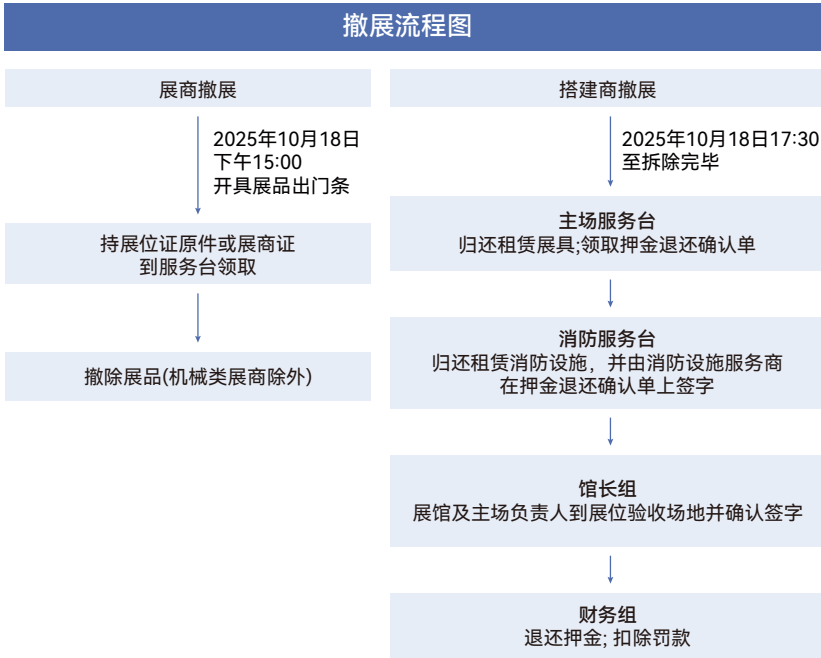 撤展流程图
展商撤展
2025年10月18日
下午15:00
开具展品出门条
持展位证原件或展商证
到服务台领取
撤除展品(机械类展商除外)
搭建商撤展
2025年10月18日17:30
至拆除完毕
主场服务台
归还租赁展具;领取押金退还确认单
消防服务台
归还租赁消防设施，并由消防设施服务商
在押金退还确认单上签字
馆长组
展馆及主场负责人到展位验收场地并确认签字
财务组
退还押金; 扣除罚款